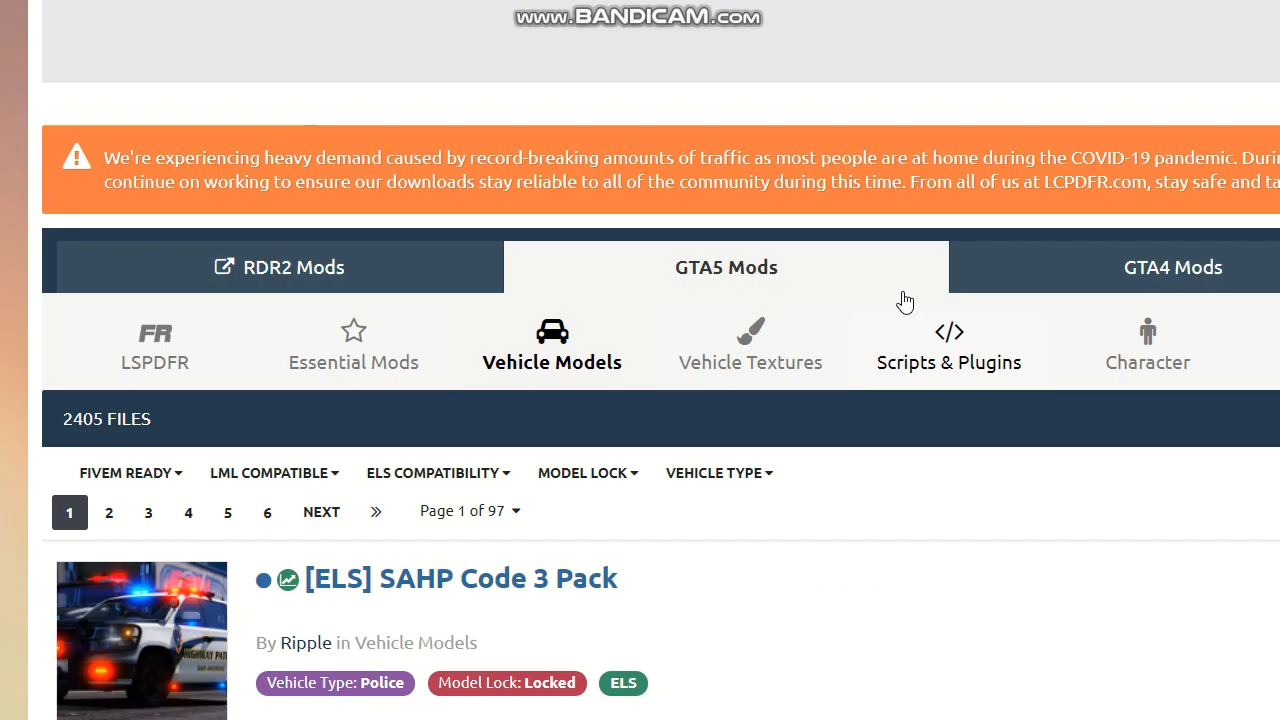 www.BANDICAM.com
We're experiencing heavy demand caused by record-breaking amounts of traffic as most people are at home during the COVID-19 pandemic. Durin
continue on working to ensure our downloads stay reliable to all of the community during this time. From all of us at LCPDFR.com, stay safe and ta
RDR2 Mods GTA5 Mods GTA4 Mods
FR
LSPDFR Essential Mods Vehicle Models Vehicle Textures Scripts & Plugins Character
2405 FILES
FIVEM READY LML COMPATIBLE ELS COMPATIBILITY MODEL LOCK VEHICLE TYPE
1 2 3 4 5 6 NEXT » Page 1 of 97
[ELS] SAHP Code 3 Pack
By Ripple in Vehicle Models
Vehicle Type: Police Model Lock: Locked ELS